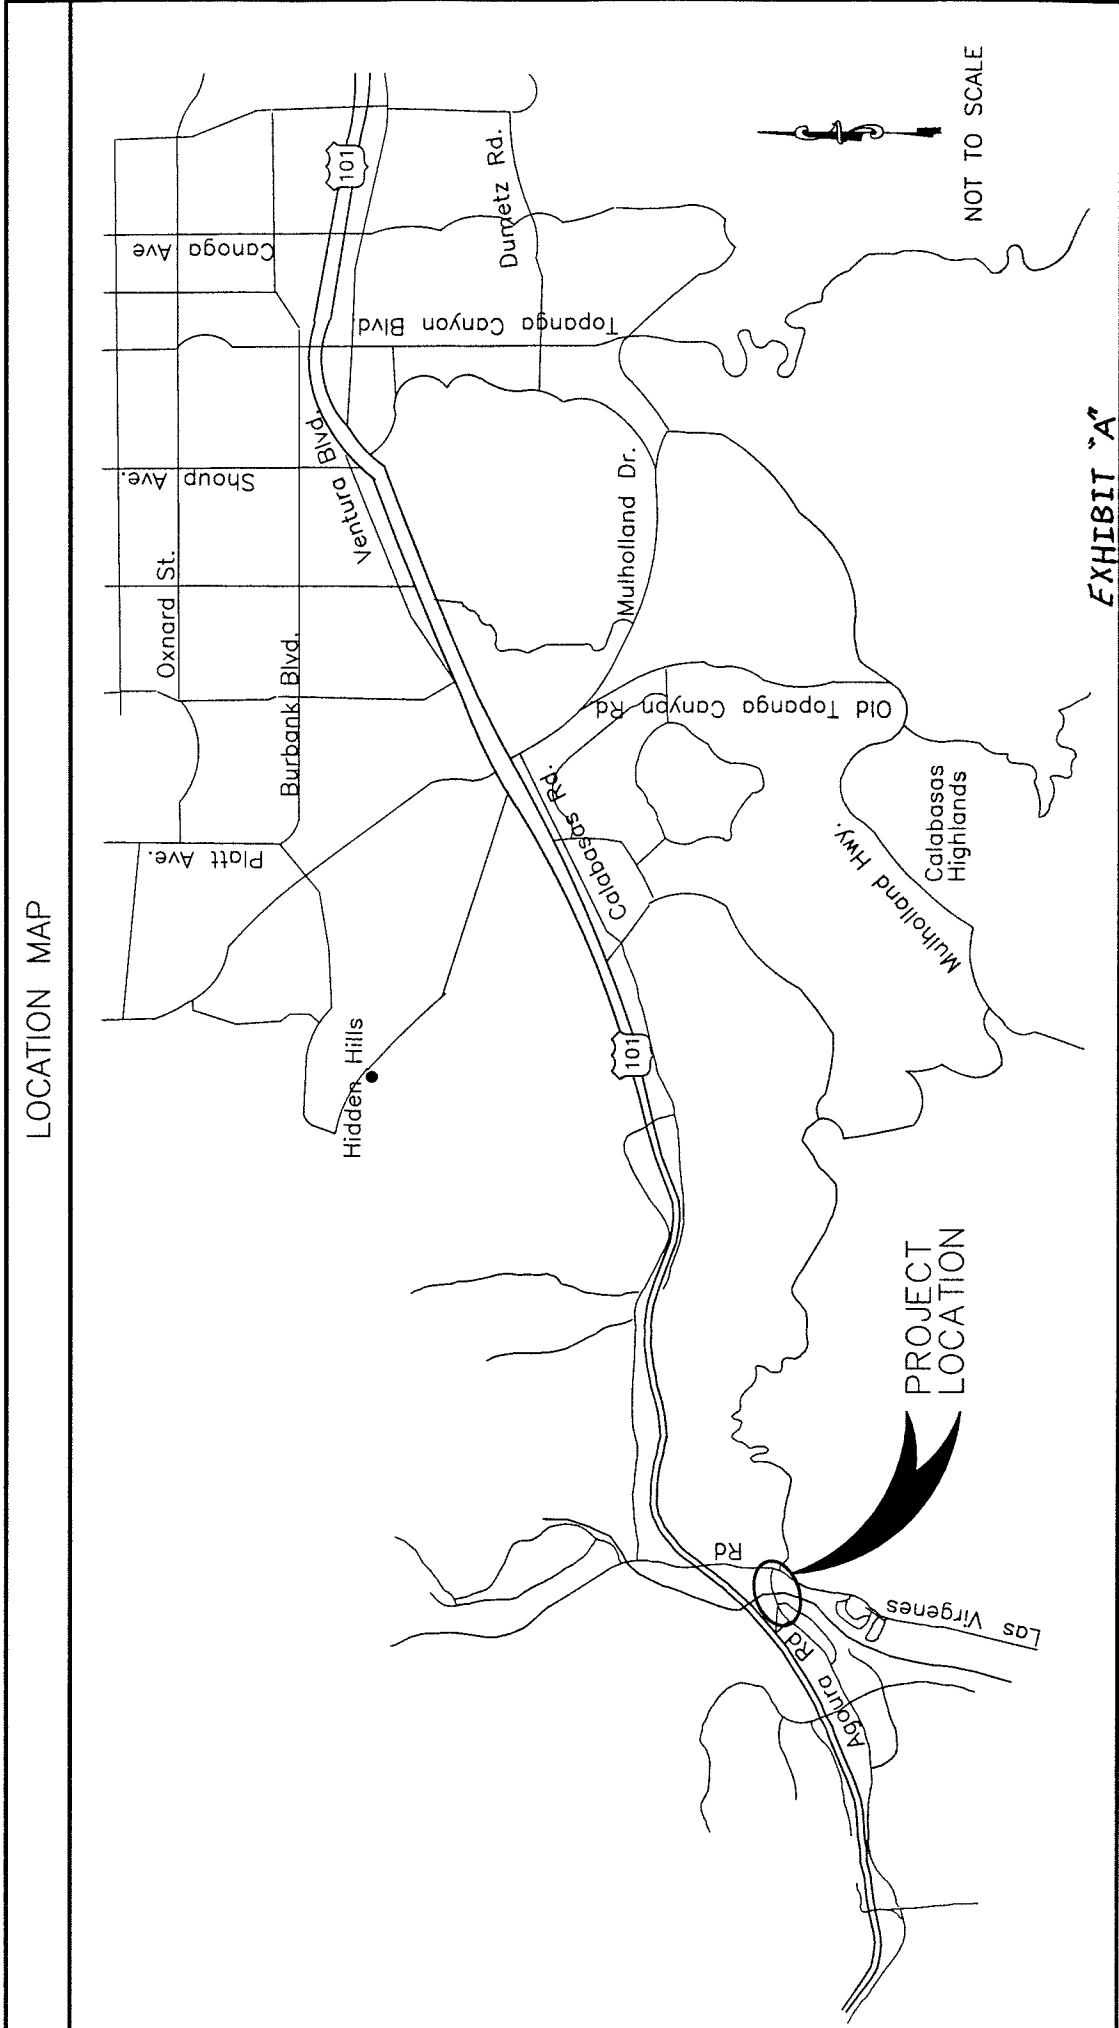 LOCATION MAP
Canoga Ave
101
Dumetz Rd.
NOT TO SCALE
Topanga Canyon Blvd
Shoup Ave.
Ventura Blvd.
Oxnard St.
Mulholland Dr.
Burbank Blvd.
Old Topanga Canyon Rd
Platt Ave.
Calabasas Rd.
Mulholland Hwy.
Calabasas
Highlands
Hidden Hills
101
PROJECT
LOCATION
Rd
Las Virgenes
Agoura Rd
EXHIBIT "A"